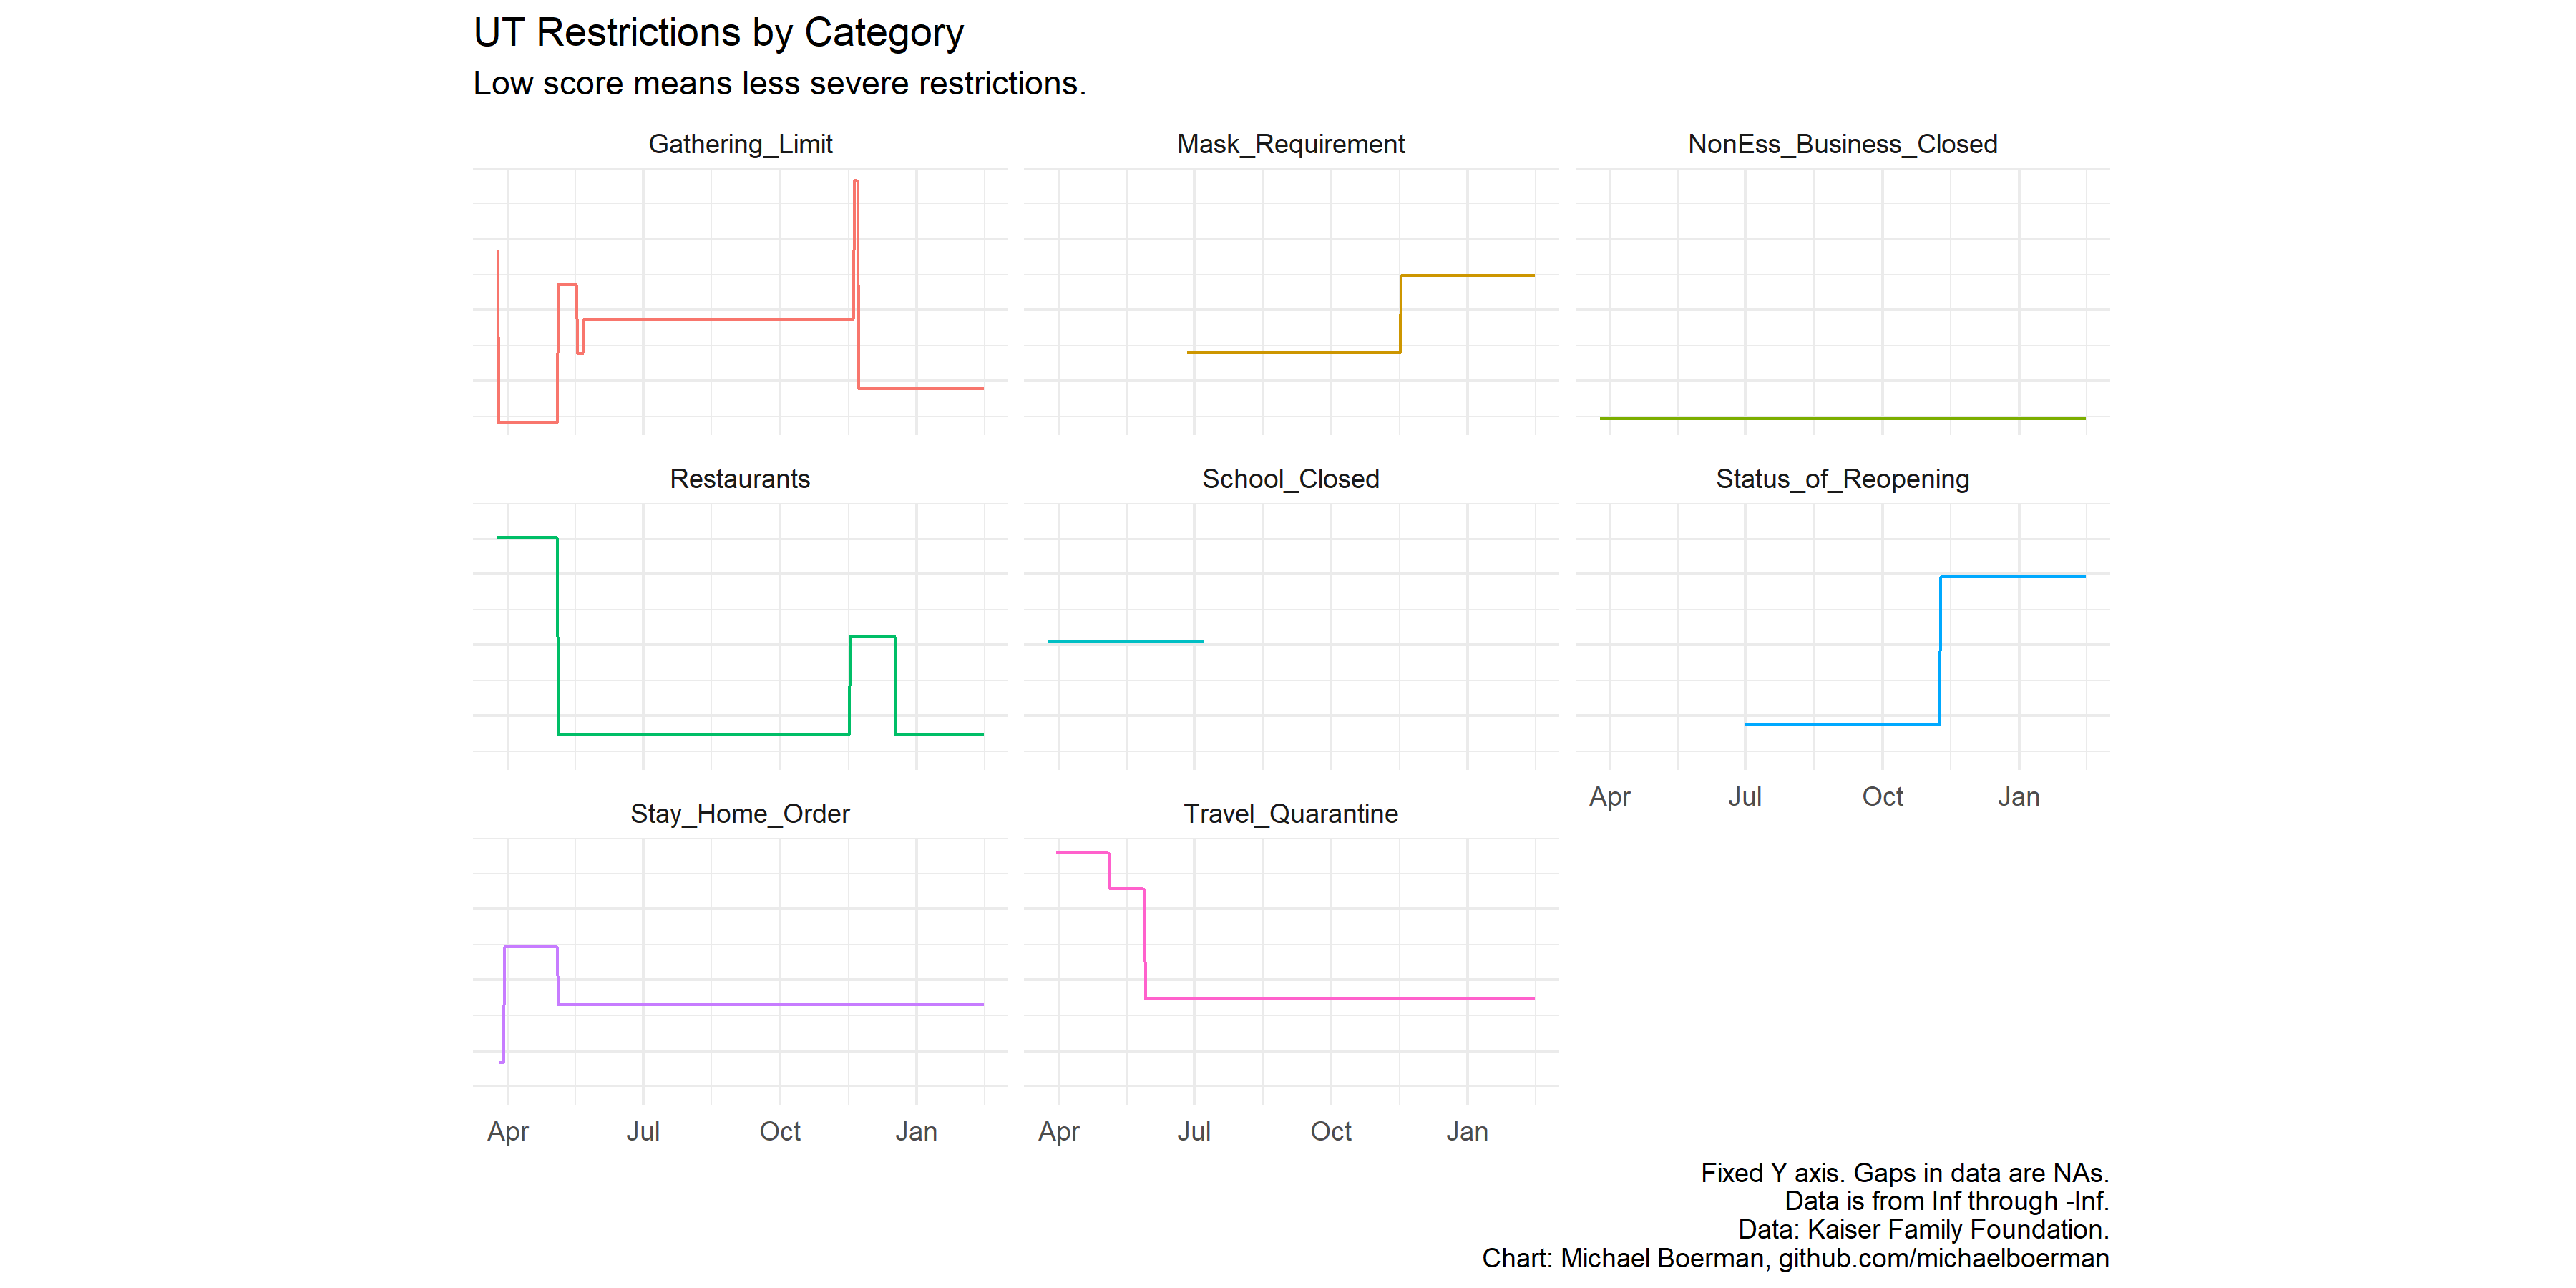 UT Restrictions by Category
Low score means less severe restrictions.
Gathering_Limit
Mask_Requirement
NonEss_Business_Closed
Restaurants
School_Closed
Status_of_Reopening
Apr Jul Oct Jan
Stay_Home_Order
Travel_Quarantine
Apr Jul Oct Jan
Apr Jul Oct Jan
Fixed Y axis. Gaps in data are NAs.
Data is from Inf through -Inf.
Data: Kaiser Family Foundation.
Chart: Michael Boerman, github.com/michaelboerman